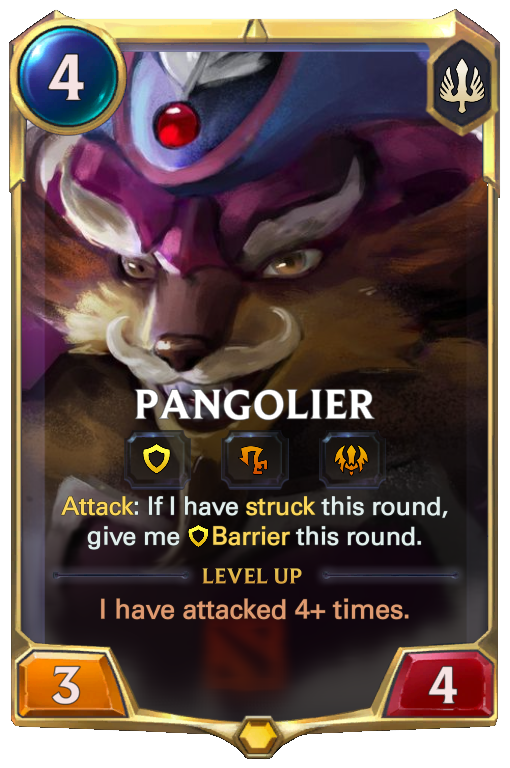 4
PANGOLIER
Attack: If I have struck this round,
give me Barrier this round.
LEVEL UP
I have attacked 4+ times.
3
4